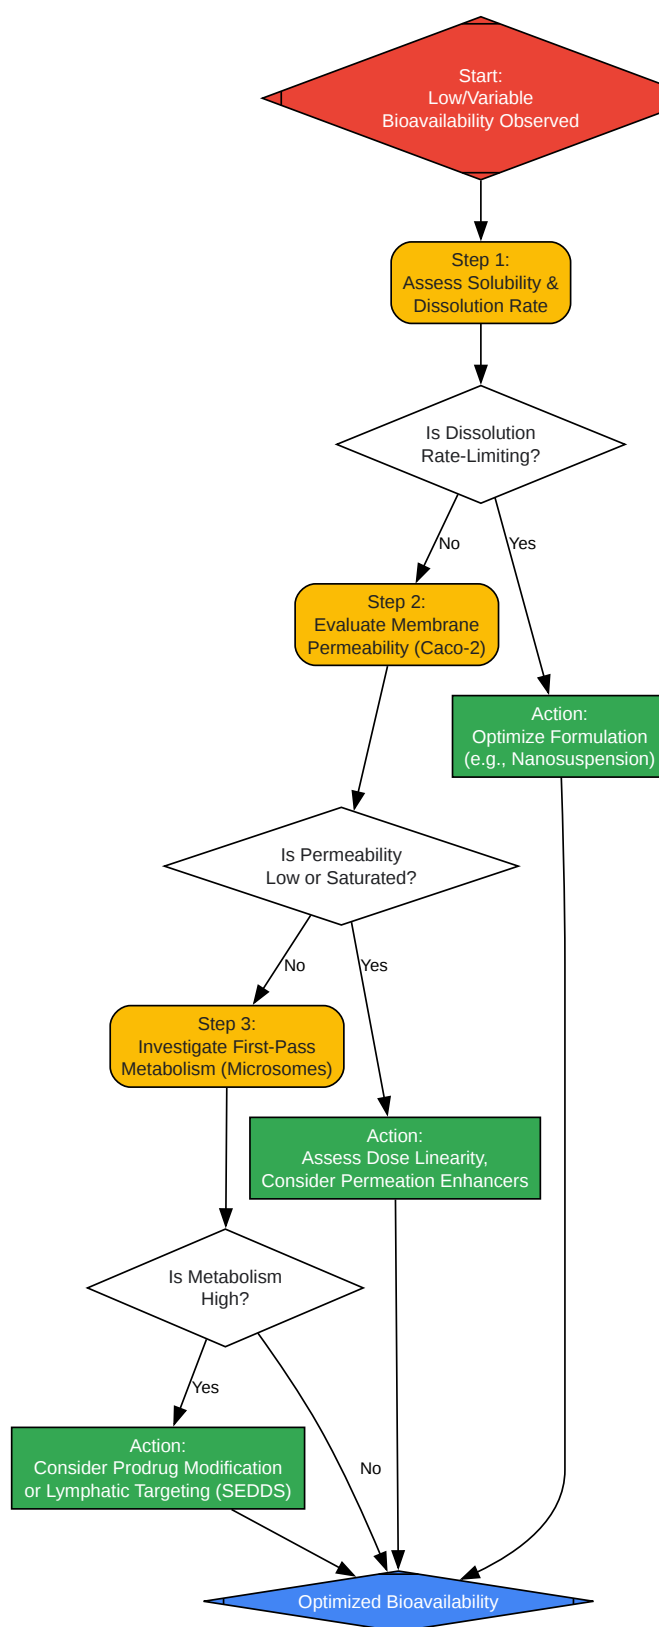 Start:
Low/Variable
Bioavailability Observed
Step 1:
Assess Solubility &
Dissolution Rate
Is Dissolution
Rate-Limiting?
No
Yes
Step 2:
Evaluate Membrane
Permeability (Caco-2)
Action:
Optimize Formulation
(e.g., Nanosuspension)
Is Permeability
Low or Saturated?
No
Yes
Step 3:
Investigate First-Pass
Metabolism (Microsomes)
Action:
Assess Dose Linearity,
Consider Permeation Enhancers
Is Metabolism
High?
Yes
Action:
Consider Prodrug Modification
or Lymphatic Targeting (SEDDS)
No
Optimized Bioavailability